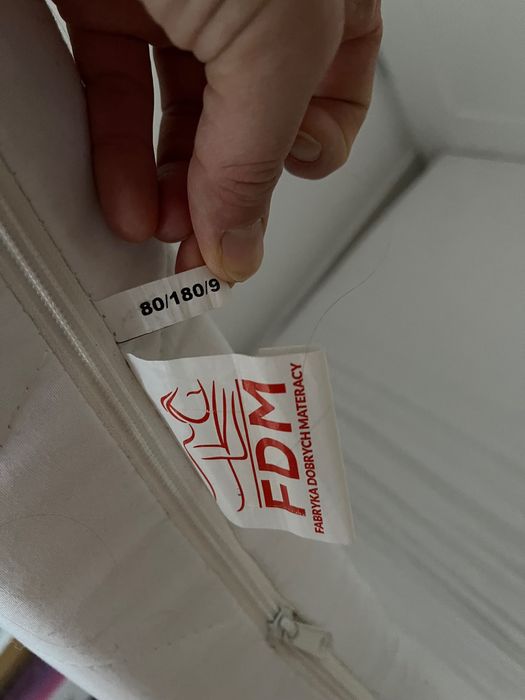 80/180/9
FDM
FABRYKA DOBRYCH MATERACY